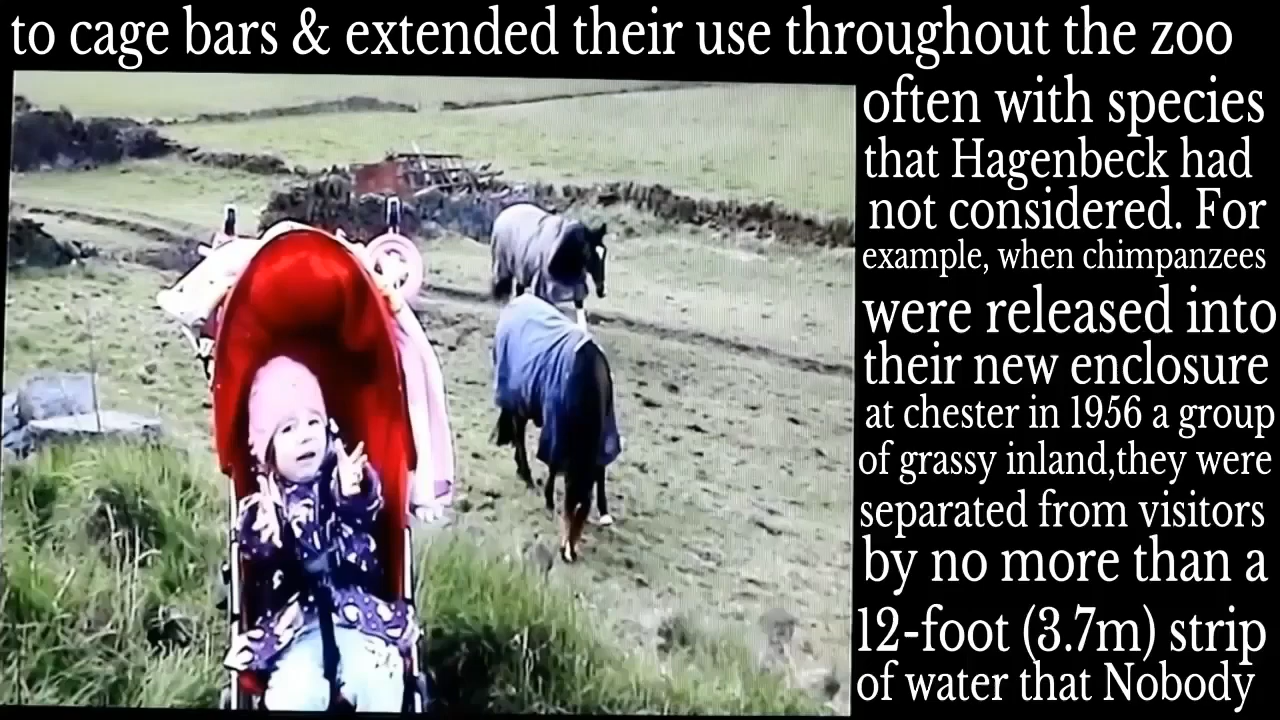 to cage bars & extended their use throughout the zoo
often with species
that Hagenbeck had
not considered. For
example, when chimpanzees
were released into
their new enclosure
at chester in 1956 a group
of grassy inland,they were
separated from visitors
by no more than a
12-foot (3.7m) strip
of water that Nobody